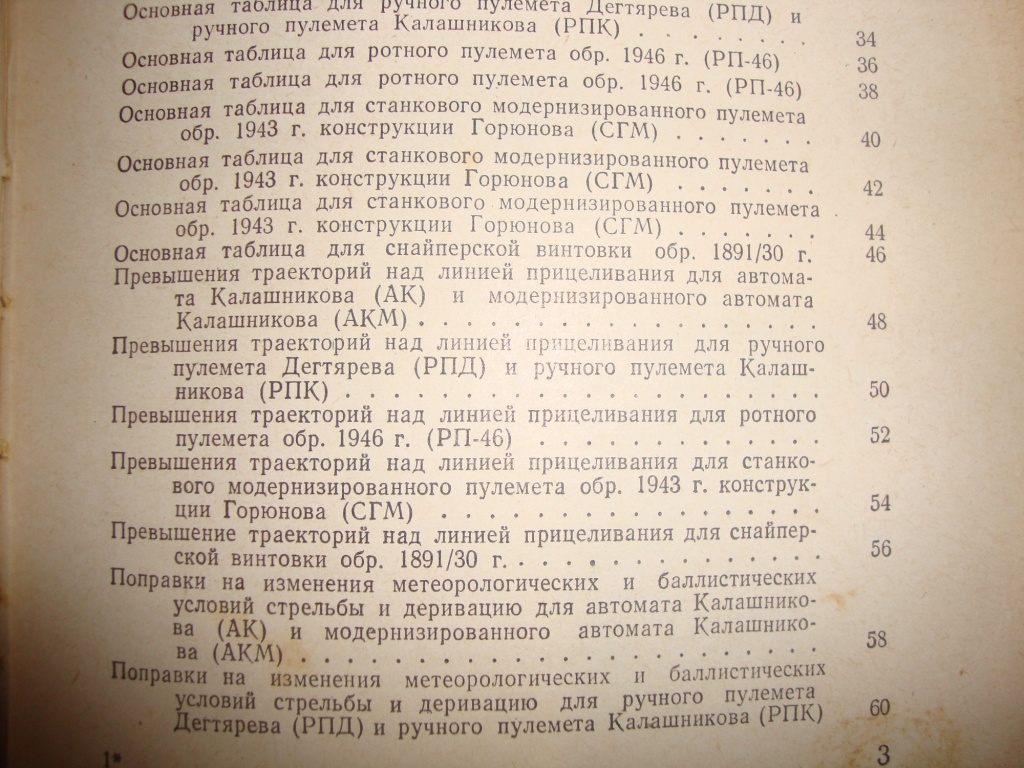 Основная таблица для ручного пулемета Дегтярева (РПД) и
ручного пулемета Калашникова (РПК) . . . . . . . . 34
Основная таблица для ротного пулемета обр. 1946 г. (РП-46) 36
Основная таблица для ротного пулемета обр. 1946 г. (РП-46) 38
Основная таблица для станкового модернизированного пулемета
обр. 1943 г. конструкции Горюнова (СГМ) . . . . . . . 40
Основная таблица для станкового модернизированного пулемета
обр. 1943 г. конструкции Горюнова (СГМ) . . . . . . . 42
Основная таблица для станкового модернизированного пулемета
обр. 1943 г. конструкции Горюнова (СГМ) . . . . . . . 44
Основная таблица для снайперской винтовки обр. 1891/30 г. 46
Превышения траекторий над линией прицеливания для автома-
та Калашникова (АК) и модернизированного автомата
Калашникова (АКМ) . . . . . . . . . . . . . . . . . 48
Превышения траекторий над линией прицеливания для ручного
пулемета Дегтярева (РПД) и ручного пулемета Калаш-
никова (РПК) . . . . . . . . . . . . . . . . . . . . 50
Превышения траекторий над линией прицеливания для ротного
пулемета обр. 1946 г. (РП-46) . . . . . . . . . . . . 52
Превышения траекторий над линией прицеливания для станко-
вого модернизированного пулемета обр. 1943 г. конструк-
ции Горюнова (СГМ) . . . . . . . . . . . . . . . . 54
Превышение траекторий над линией прицеливания для снайпер-
ской винтовки обр. 1891/30 г. . . . . . . . . . . . . . 56
Поправки на изменения метеорологических и баллистических
условий стрельбы и деривацию для автомата Калашнико-
ва (АК) и модернизированного автомата Калашнико-
ва (АКМ) . . . . . . . . . . . . . . . . . . . . . . 58
Поправки на изменения метеорологических и баллистических
условий стрельбы и деривацию для ручного пулемета
Дегтярева (РПД) и ручного пулемета Калашникова (РПК) 60
1* 3